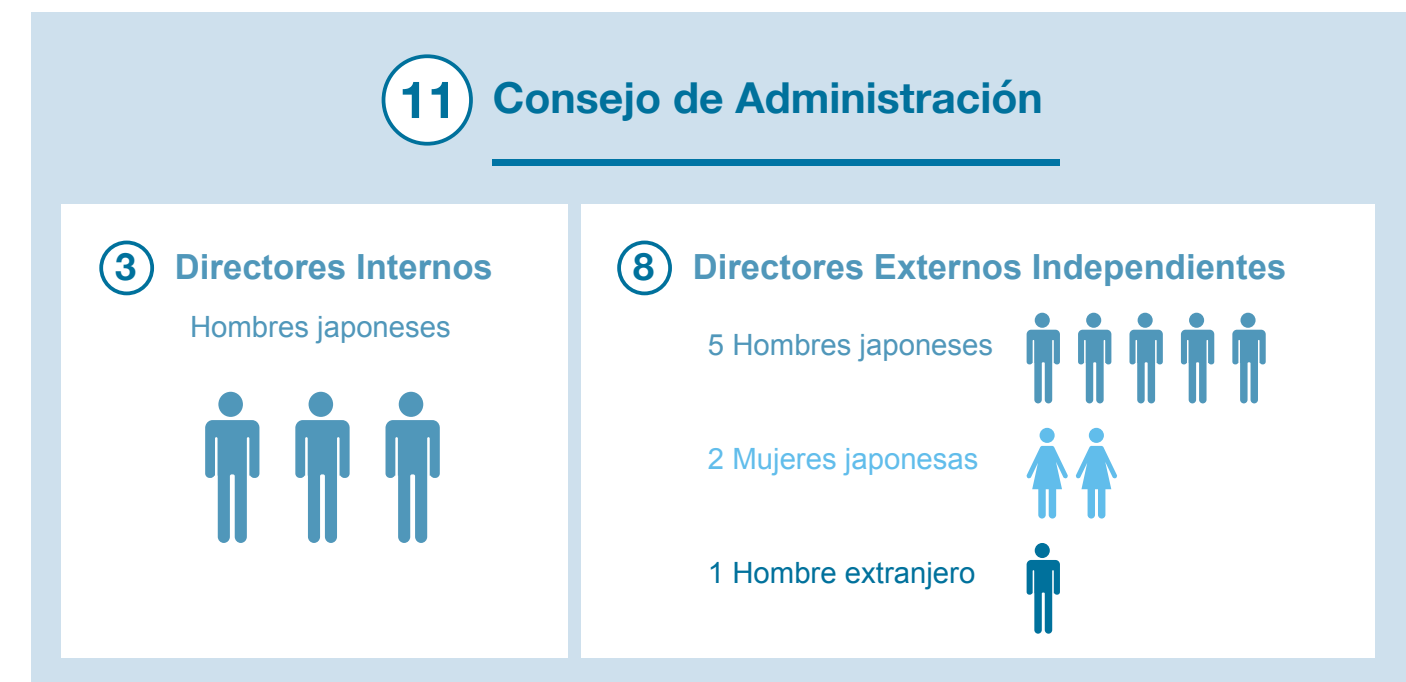 11 Consejo de Administración
3 Directores Internos
Hombres japoneses
8 Directores Externos Independientes
5 Hombres japoneses
2 Mujeres japonesas
1 Hombre extranjero